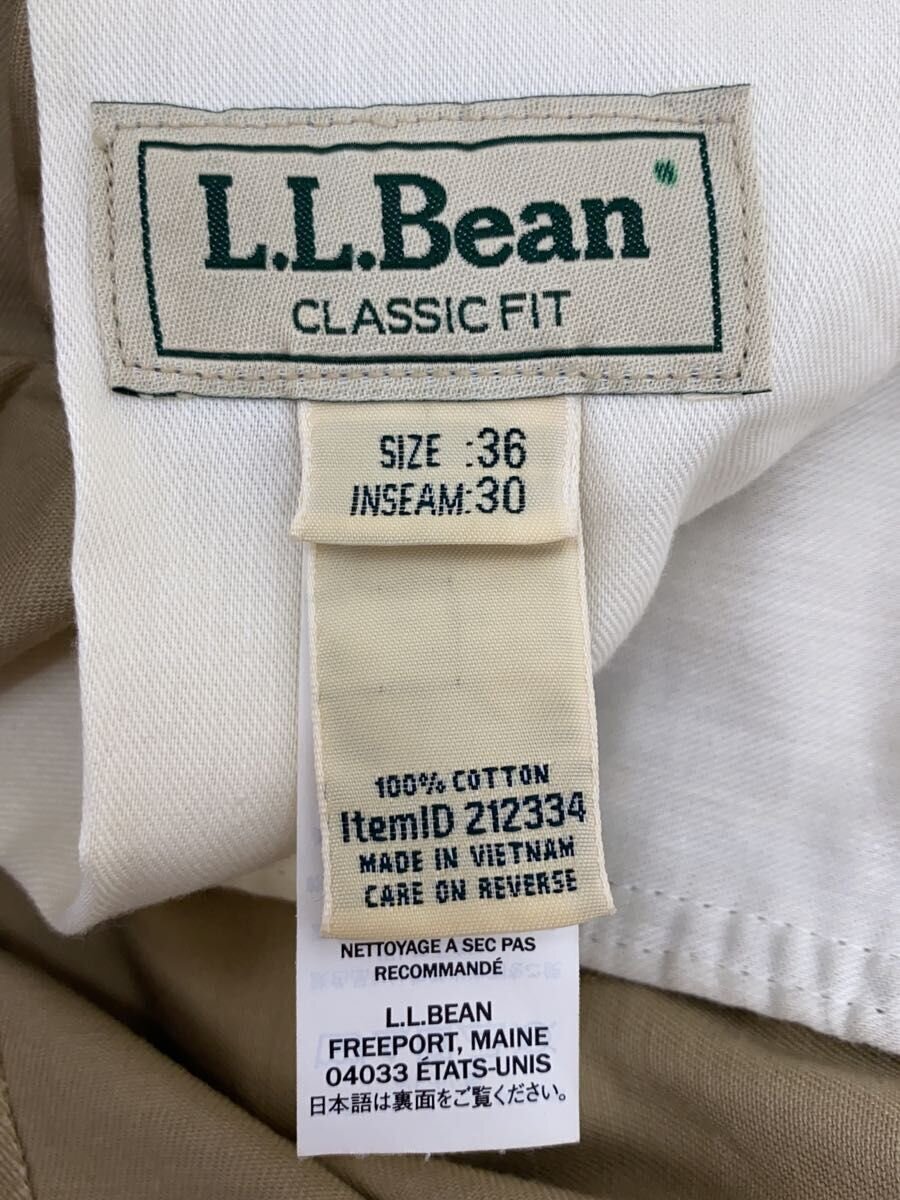 L.L.Bean
CLASSIC FIT
SIZE :36
INSEAM:30
100% COTTON
ItemID 212334
MADE IN VIETNAM
CARE ON REVERSE
NETTOYAGE A SEC PAS
RECOMMANDÉ
L.L.BEAN
FREEPORT, MAINE
04033 ÉTATS-UNIS
日本語は裏面をご覧ください。